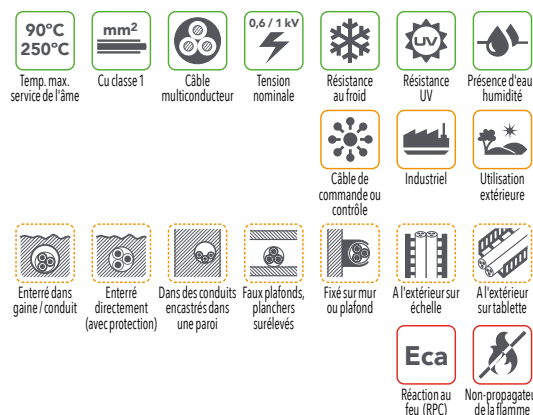 90°C
250°C
mm²
0,6 / 1 kV
UV
Temp. max.
service de l'âme
Cu classe 1
Câble
multiconducteur
Tension
nominale
Résistance
au froid
Résistance
UV
Présence d'eau
humidité
Câble de
commande ou
contrôle
Industriel
Utilisation
extérieure
Enterré dans
gaine / conduit
Enterré
directement
(avec protection)
Dans des conduits
encastrés dans
une paroi
Faux plafonds,
planchers
surélevés
Fixé sur mur
ou plafond
A l'extérieur sur
échelle
A l'extérieur
sur tablette
Eca
Réaction au
feu (RPC)
Non-propagateu
de la flamme